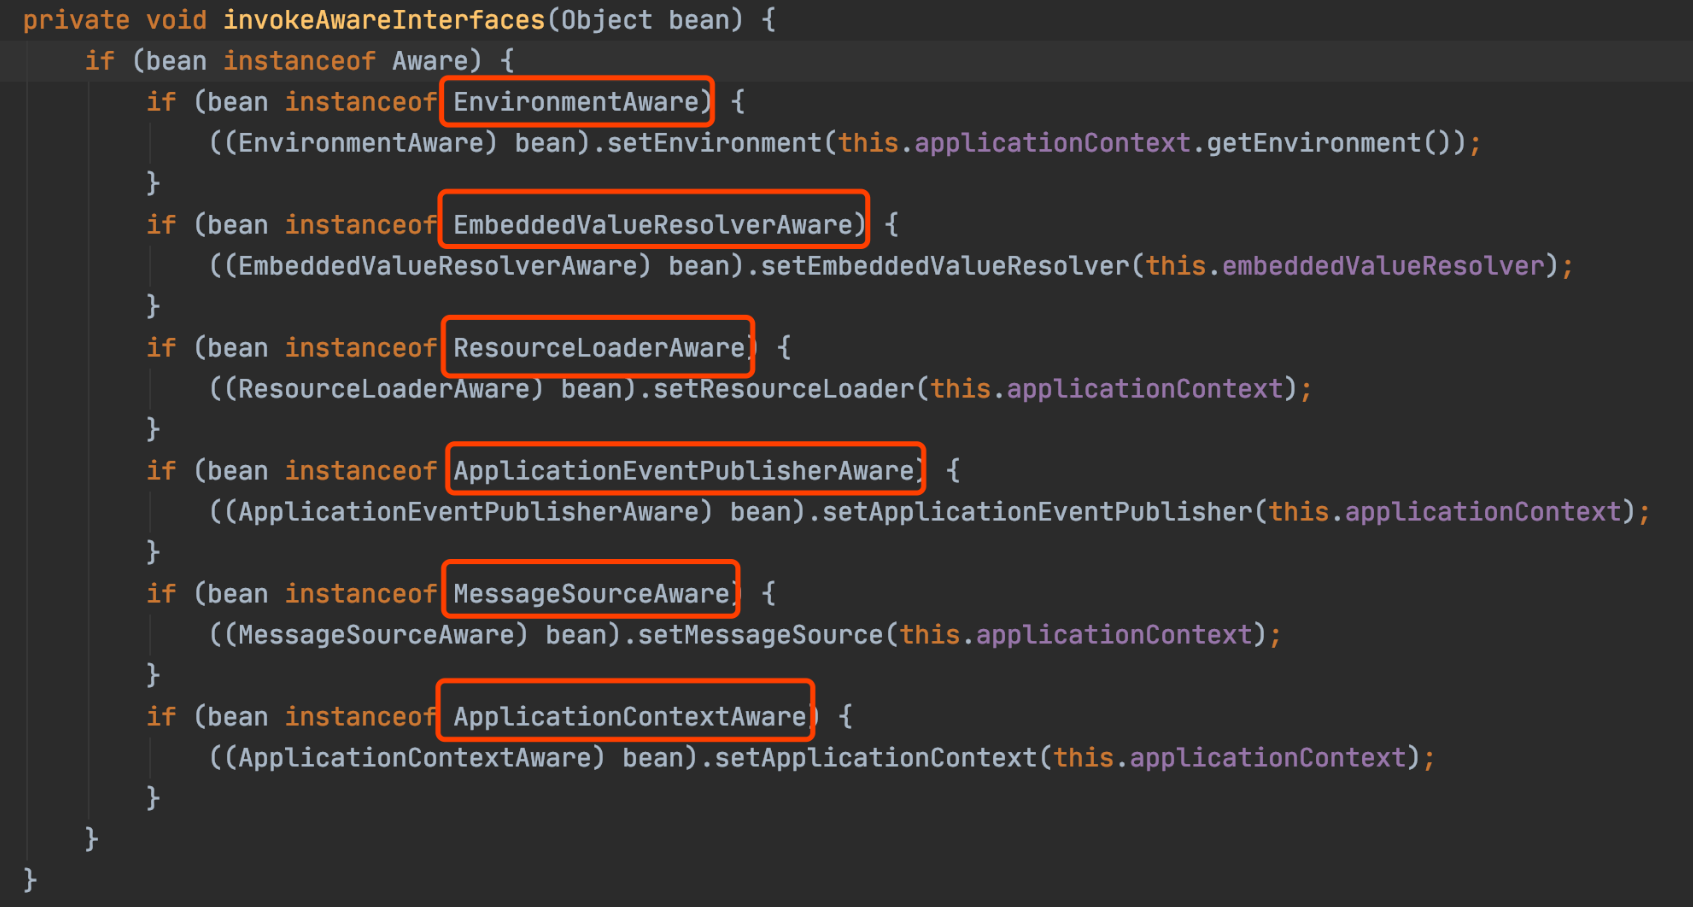 private void invokeAwareInterfaces(Object bean) {
    if (bean instanceof Aware) {
        if (bean instanceof EnvironmentAware) {
            ((EnvironmentAware) bean).setEnvironment(this.applicationContext.getEnvironment());
        }
        if (bean instanceof EmbeddedValueResolverAware) {
            ((EmbeddedValueResolverAware) bean).setEmbeddedValueResolver(this.embeddedValueResolver);
        }
        if (bean instanceof ResourceLoaderAware) {
            ((ResourceLoaderAware) bean).setResourceLoader(this.applicationContext);
        }
        if (bean instanceof ApplicationEventPublisherAware) {
            ((ApplicationEventPublisherAware) bean).setApplicationEventPublisher(this.applicationContext);
        }
        if (bean instanceof MessageSourceAware) {
            ((MessageSourceAware) bean).setMessageSource(this.applicationContext);
        }
        if (bean instanceof ApplicationContextAware) {
            ((ApplicationContextAware) bean).setApplicationContext(this.applicationContext);
        }
    }
}